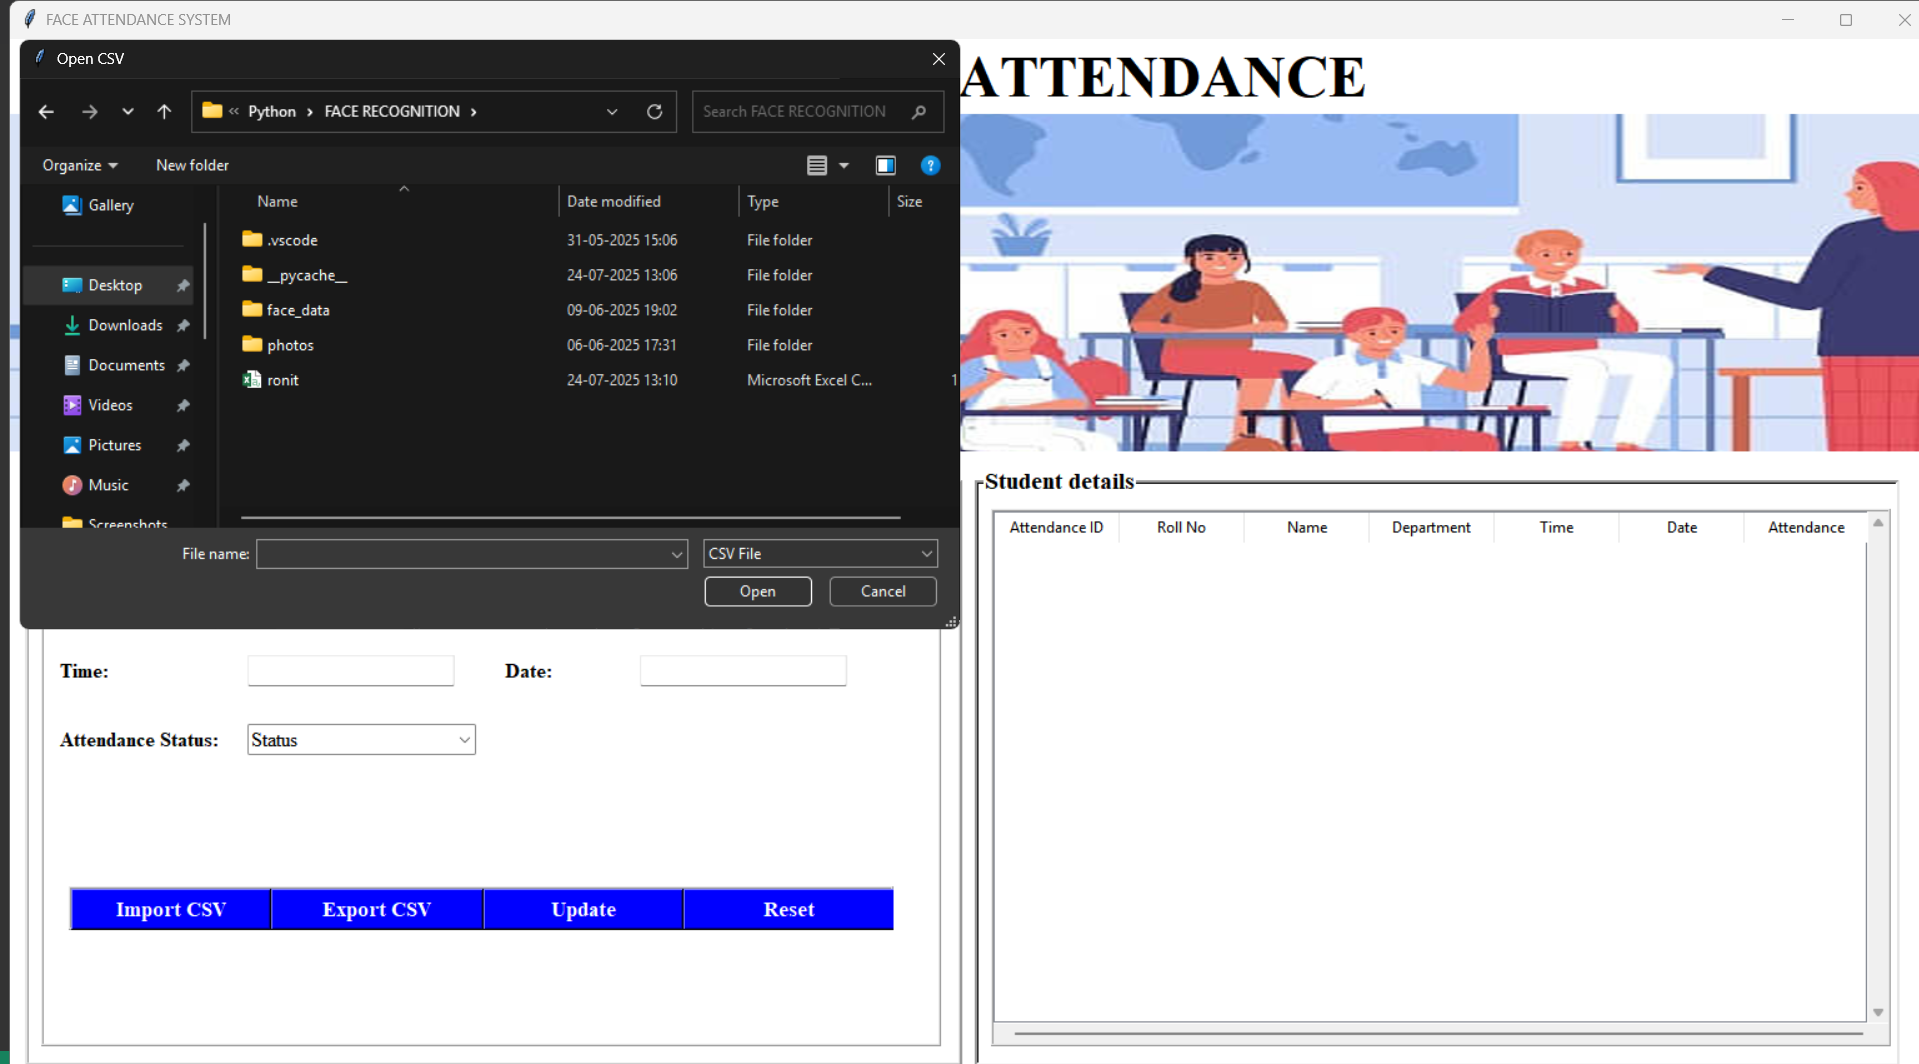 FACE ATTENDANCE SYSTEM
Open CSV
ATTENDANCE
« Python > FACE RECOGNITION >
Search FACE RECOGNITION
Organize
New folder
?
Gallery
Desktop
Downloads
Documents
Videos
Pictures
Music
Screenshots
Name Date modified Type Size
.vscode 31-05-2025 15:06 File folder
__pycache__ 24-07-2025 13:06 File folder
face_data 09-06-2025 19:02 File folder
photos 06-06-2025 17:31 File folder
ronit 24-07-2025 13:10 Microsoft Excel C... 1
File name:
CSV File
Open Cancel
Time: Date:
Attendance Status: Status
Import CSV Export CSV Update Reset
Student details
Attendance ID Roll No Name Department Time Date Attendance